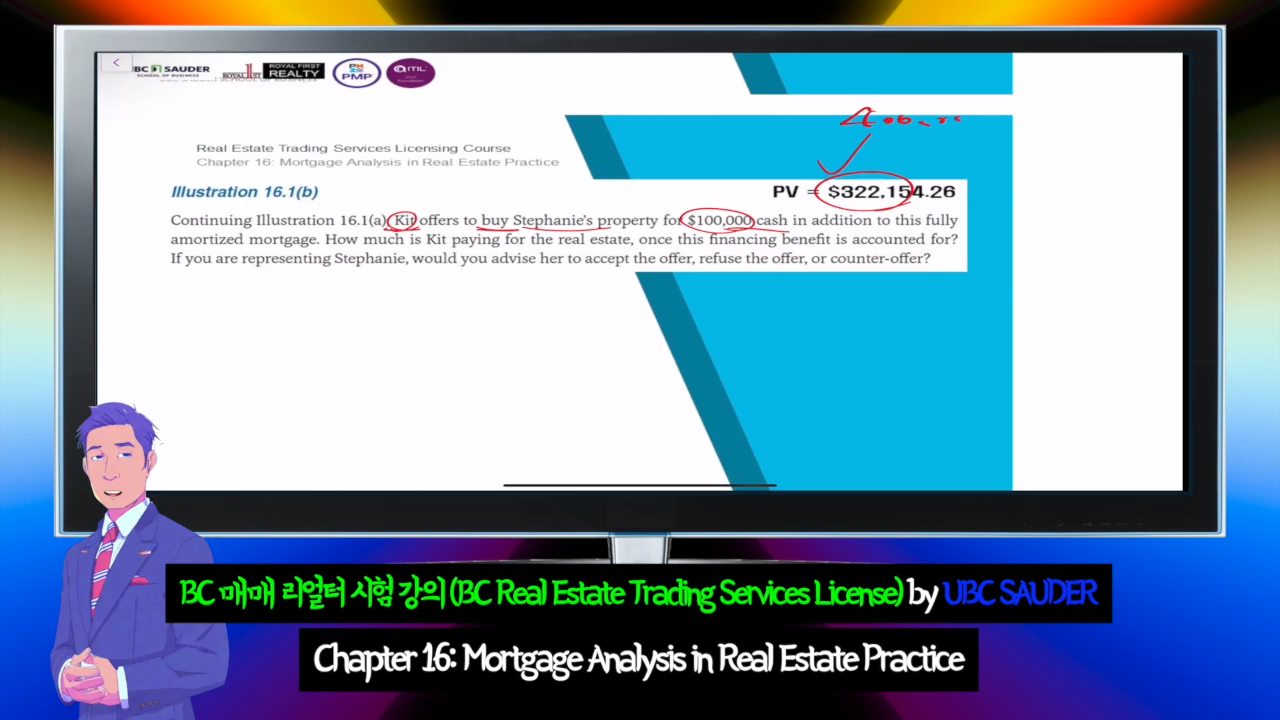 <
UBC SAUDER
SCHOOL OF BUSINESS
ROYAL 1ST
ROYAL FIRST
REALTY
PMP
ITIL
Real Estate Trading Services Licensing Course
Chapter 16: Mortgage Analysis in Real Estate Practice
Illustration 16.1(b)
PV = $322,154.26
Continuing Illustration 16.1(a) Kit offers to buy Stephanie's property for $100,000 cash in addition to this fully
amortized mortgage. How much is Kit paying for the real estate, once this financing benefit is accounted for?
If you are representing Stephanie, would you advise her to accept the offer, refuse the offer, or counter-offer?
BC 매매 리얼터 시험 강의 (BC Real Estate Trading Services License) by UBC SAUDER
Chapter 16: Mortgage Analysis in Real Estate Practice